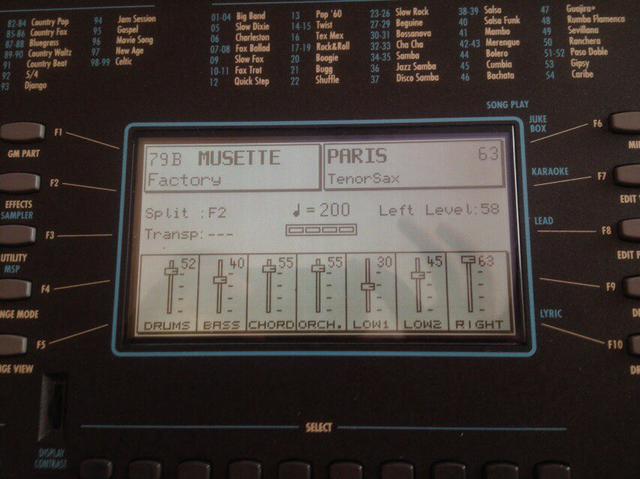 82-84 Country Pop
85-86 Country Fox
87-88 Bluegrass
89-90 Country Waltz
91 Country Beat
92 5/4
93 Django
94 Jam Session
95 Gospel
96 Movie Song
97 New Age
98-99 Celtic
01-04 Big Band
05 Slow Dixie
06 Charleston
07-08 Fox Ballad
09 Slow Fox
10-11 Fox Trot
12 Quick Step
13 Pop '60
14-15 Twist
16 Tex Mex
17-19 Rock&Roll
20 Boogie
21 Bugg
22 Shuffle
23-26 Slow Rock
27-29 Beguine
30-31 Bossanova
32-33 Cha Cha
34-35 Samba
36 Jazz Samba
37 Disco Samba
38-39 Salsa
40 Salsa Funk
41 Mambo
42-43 Merengue
44 Bolero
45 Cumbia
46 Bachata
47 Guajira
48 Rumba Flamenca
49 Sevillana
50 Ranchera
51-52 Paso Doble
53 Gipsy
54 Caribe
SONG PLAY
F1
GM PART
F2
EFFECTS
SAMPLER
F3
UTILITY
MSP
F4
NGE MODE
F5
GE VIEW
79B MUSETTE
Factory
PARIS 63
TenorSax
Split :F2 ♩=200 Left Level:58
Transp:---
52 40 55 55 30 45 63
DRUMS BASS CHORD ORCH. LOW1 LOW2 RIGHT
JUKE
BOX
F6
KARAOKE
F7
EDIT
LEAD
F8
EDIT
F9
LYRIC
F10
DISPLAY
CONTRAST
SELECT